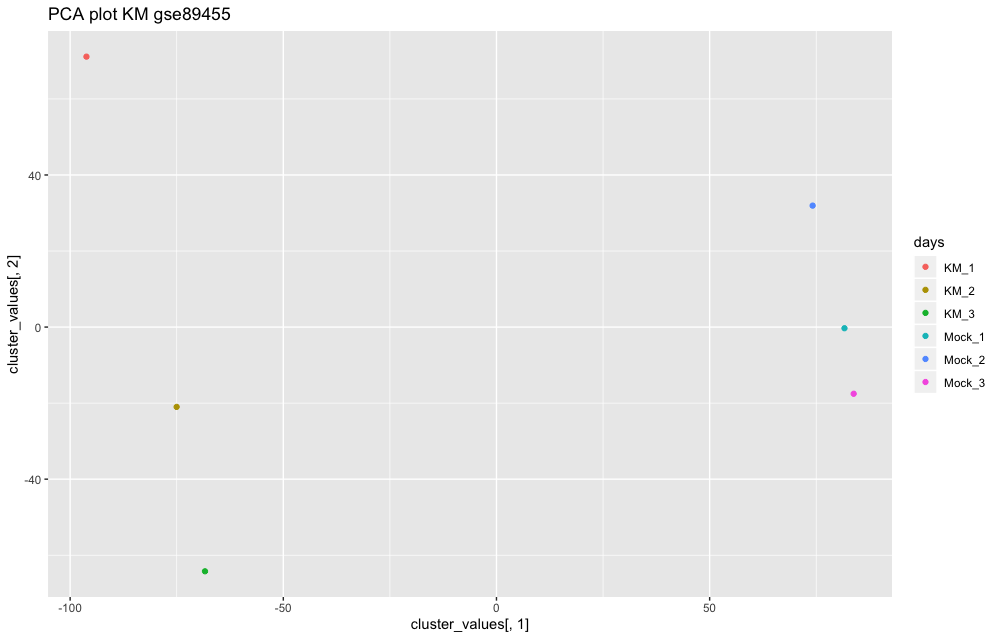 PCA plot KM gse89455
40
0
-40
cluster_values[, 2]
-100
-50
0
50
cluster_values[, 1]
days
KM_1
KM_2
KM_3
Mock_1
Mock_2
Mock_3